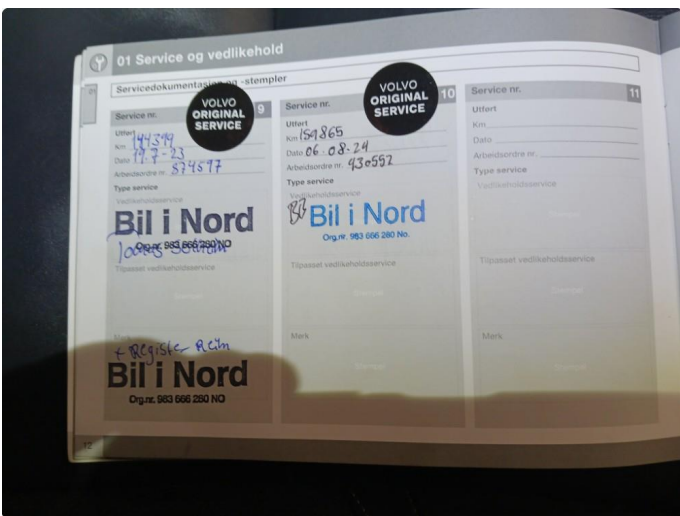 01 Service og vedlikehold
Servicedokumentasjon og -stempler
Service nr. 9
VOLVO
ORIGINAL
SERVICE
Utført
Km 144399
Dato 19.7-23
Arbeidsordre nr. 374597
Type service
Vedlikeholdsservice
Bil i Nord
Org.nr. 983 666 280 NO
Tilpasset vedlikeholdsservice
Stempel
Merk
+ Register Reim
Bil i Nord
Org.nr. 983 666 280 NO
Service nr. 10
VOLVO
ORIGINAL
SERVICE
Utført
Km 159865
Dato 06.08-24
Arbeidsordre nr. 430552
Type service
Vedlikeholdsservice
Bil i Nord
Org.nr. 983 666 280 No.
Tilpasset vedlikeholdsservice
Stempel
Merk
Stempel
Service nr. 11
Utført
Km
Dato
Arbeidsordre nr.
Type service
Vedlikeholdsservice
Stempel
Tilpasset vedlikeholdsservice
Stempel
Merk
Stempel
12